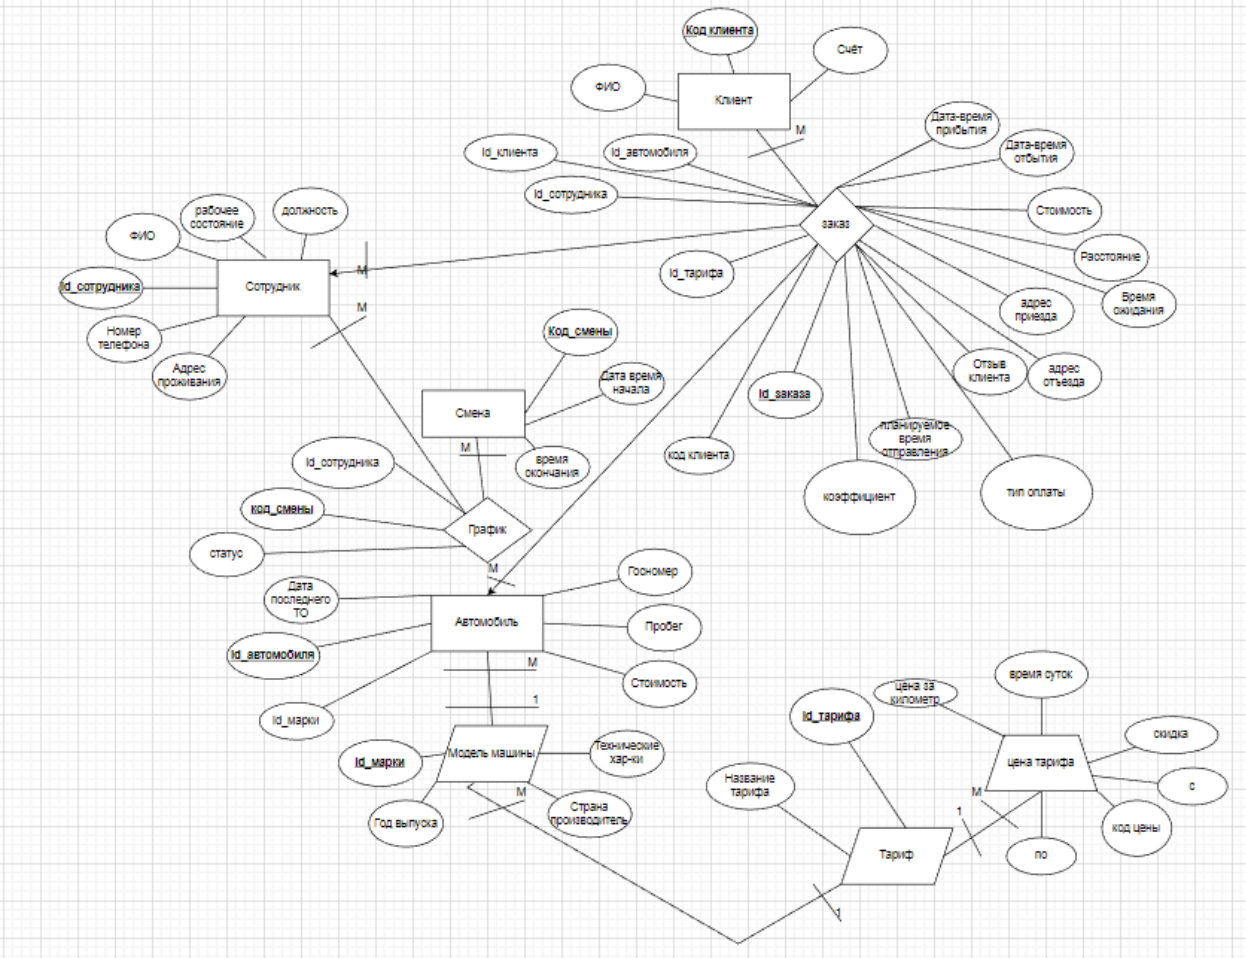 Код клиента
Счёт
ФИО
Клиент
М
Дата-время
прибытия
Дата-время
отбытия
Id_клиента
Id_автомобиля
Id_сотрудника
Стоимость
заказ
Расстояние
Id_тарифа
адрес
приезда
Время
ожидания
рабочее
состояние
должность
ФИО
М
Id_сотрудника
Сотрудник
М
Номер
телефона
Адрес
проживания
Код_смены
Дата время
начала
Смена
М
время
окончания
Отзыв
клиента
адрес
отъезда
Id_заказа
код клиента
планируемое
время
отправления
коэффициент
тип оплаты
Id_сотрудника
код_смены
График
статус
М
Дата
последнего
ТО
Госномер
Автомобиль
Пробег
Id_автомобиля
М
Стоимость
Id_марки
1
Модель машины
Технические
хар-ки
Id_марки
М
Год выпуска
Страна
производитель
время суток
цена за
километр
Id_тарифа
скидка
цена тарифа
Название
тарифа
с
М
1
код цены
Тариф
по
1